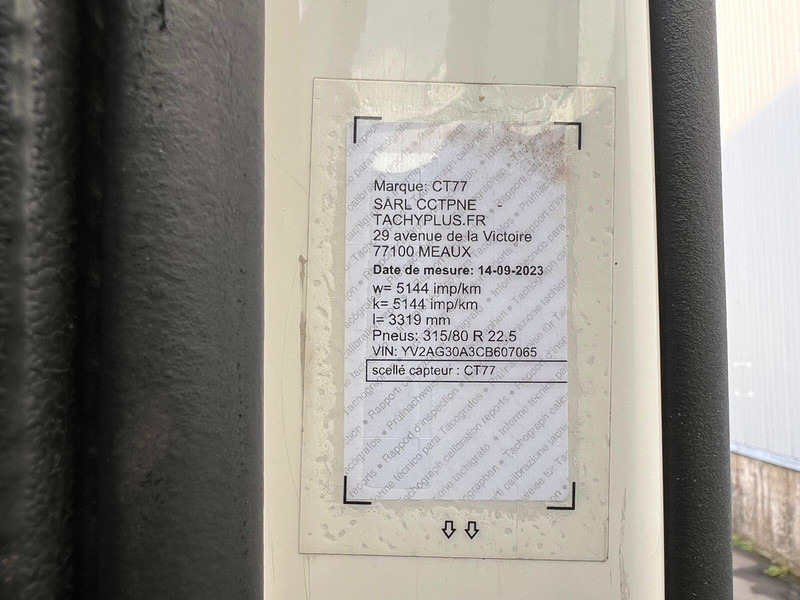 Marque: CT77
SARL CCTPNE -
TACHYPLUS.FR
29 avenue de la Victoire
77100 MEAUX
Date de mesure: 14-09-2023
w= 5144 imp/km
k= 5144 imp/km
l= 3319 mm
Pneus: 315/80 R 22.5
VIN: YV2AG30A3CB607065
scellé capteur : CT77